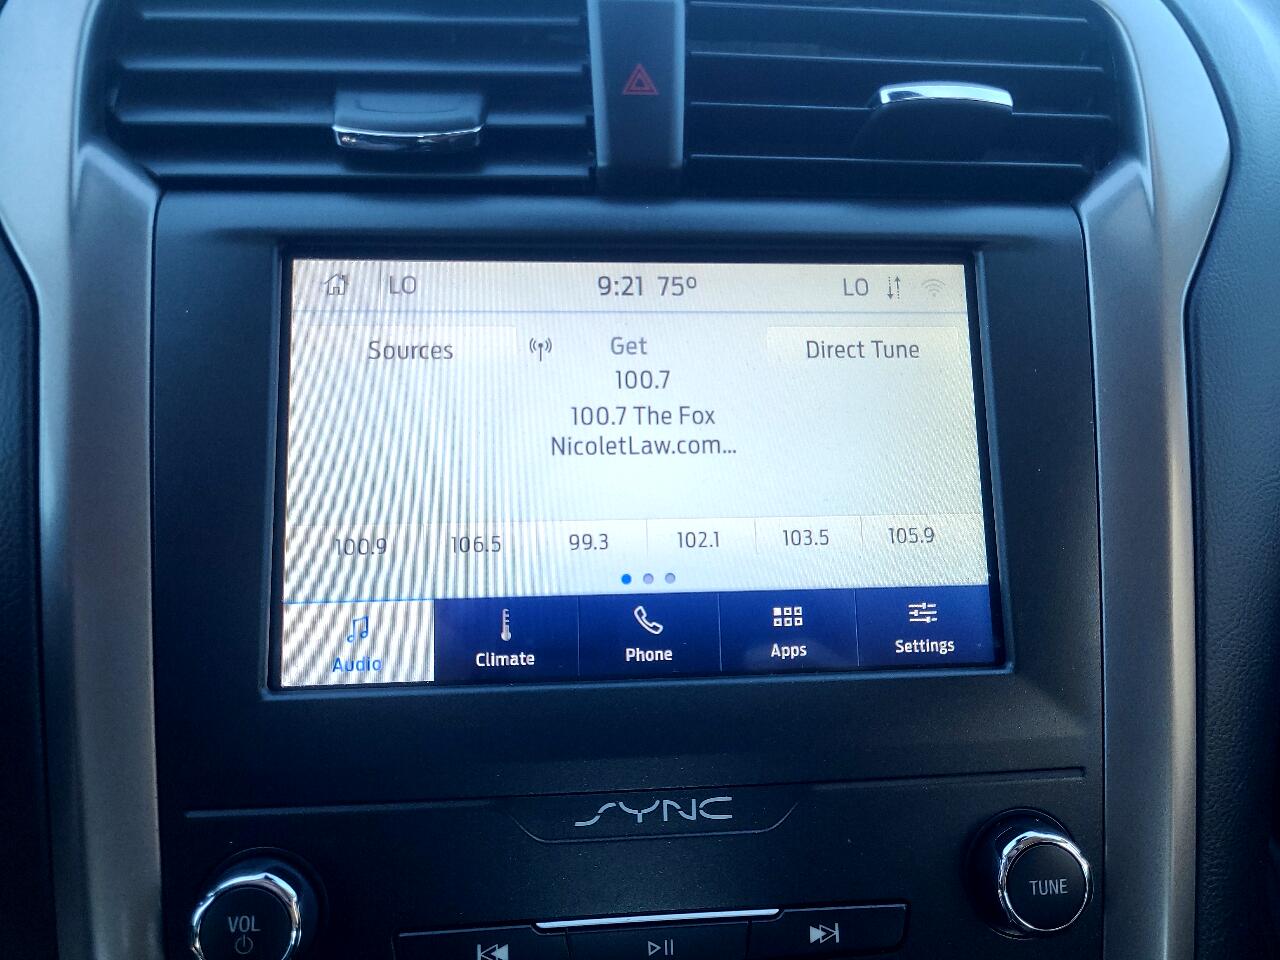 LO 9:21 75° LO
Sources Get Direct Tune
100.7
100.7 The Fox
NicoletLaw.com...
100.9 106.5 99.3 102.1 103.5 105.9
Audio Climate Phone Apps Settings
SYNC
VOL
TUNE